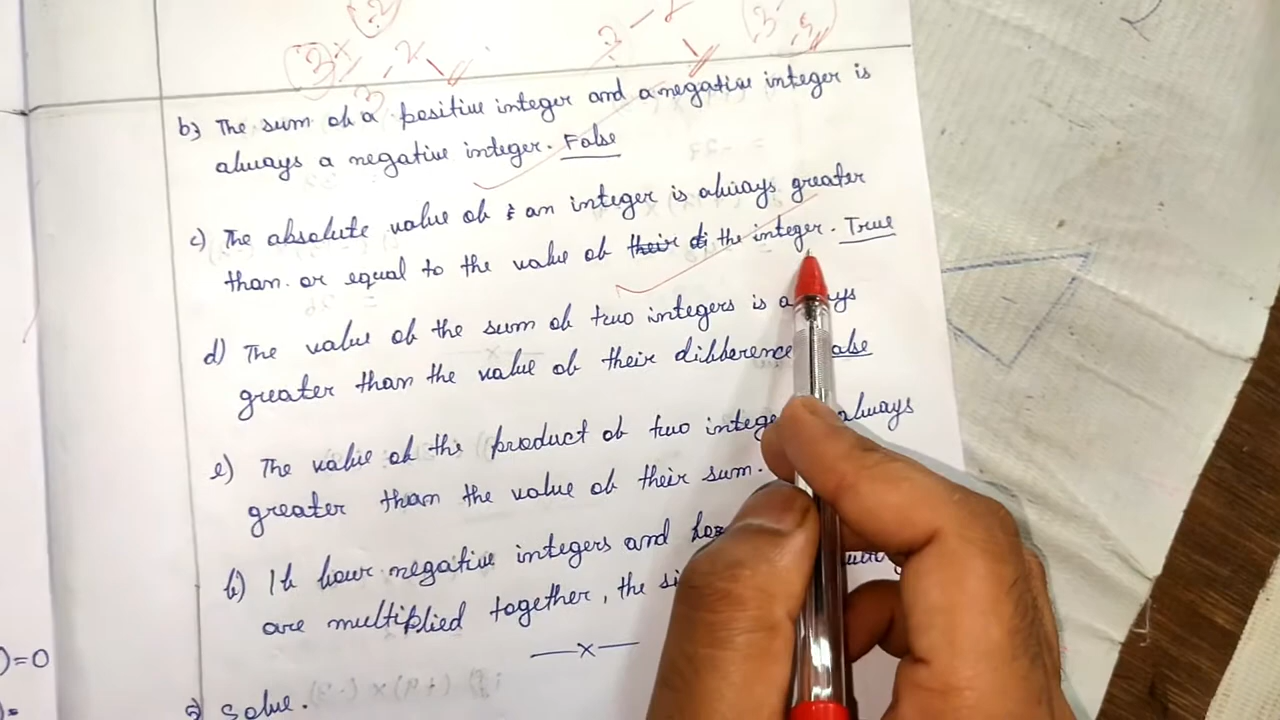 b) The sum of a positive integer and a negative integer is
always a negative integer. False
c) The absolute value of an integer is always greater
than or equal to the value of their the integer. True
d) The value of the sum of two integers is
greater than the value of their difference
e) The value of the product of two always
greater than the value of their sum.
f) If four negative integers and
are multiplied together, the
—x—
Solve.
)=0